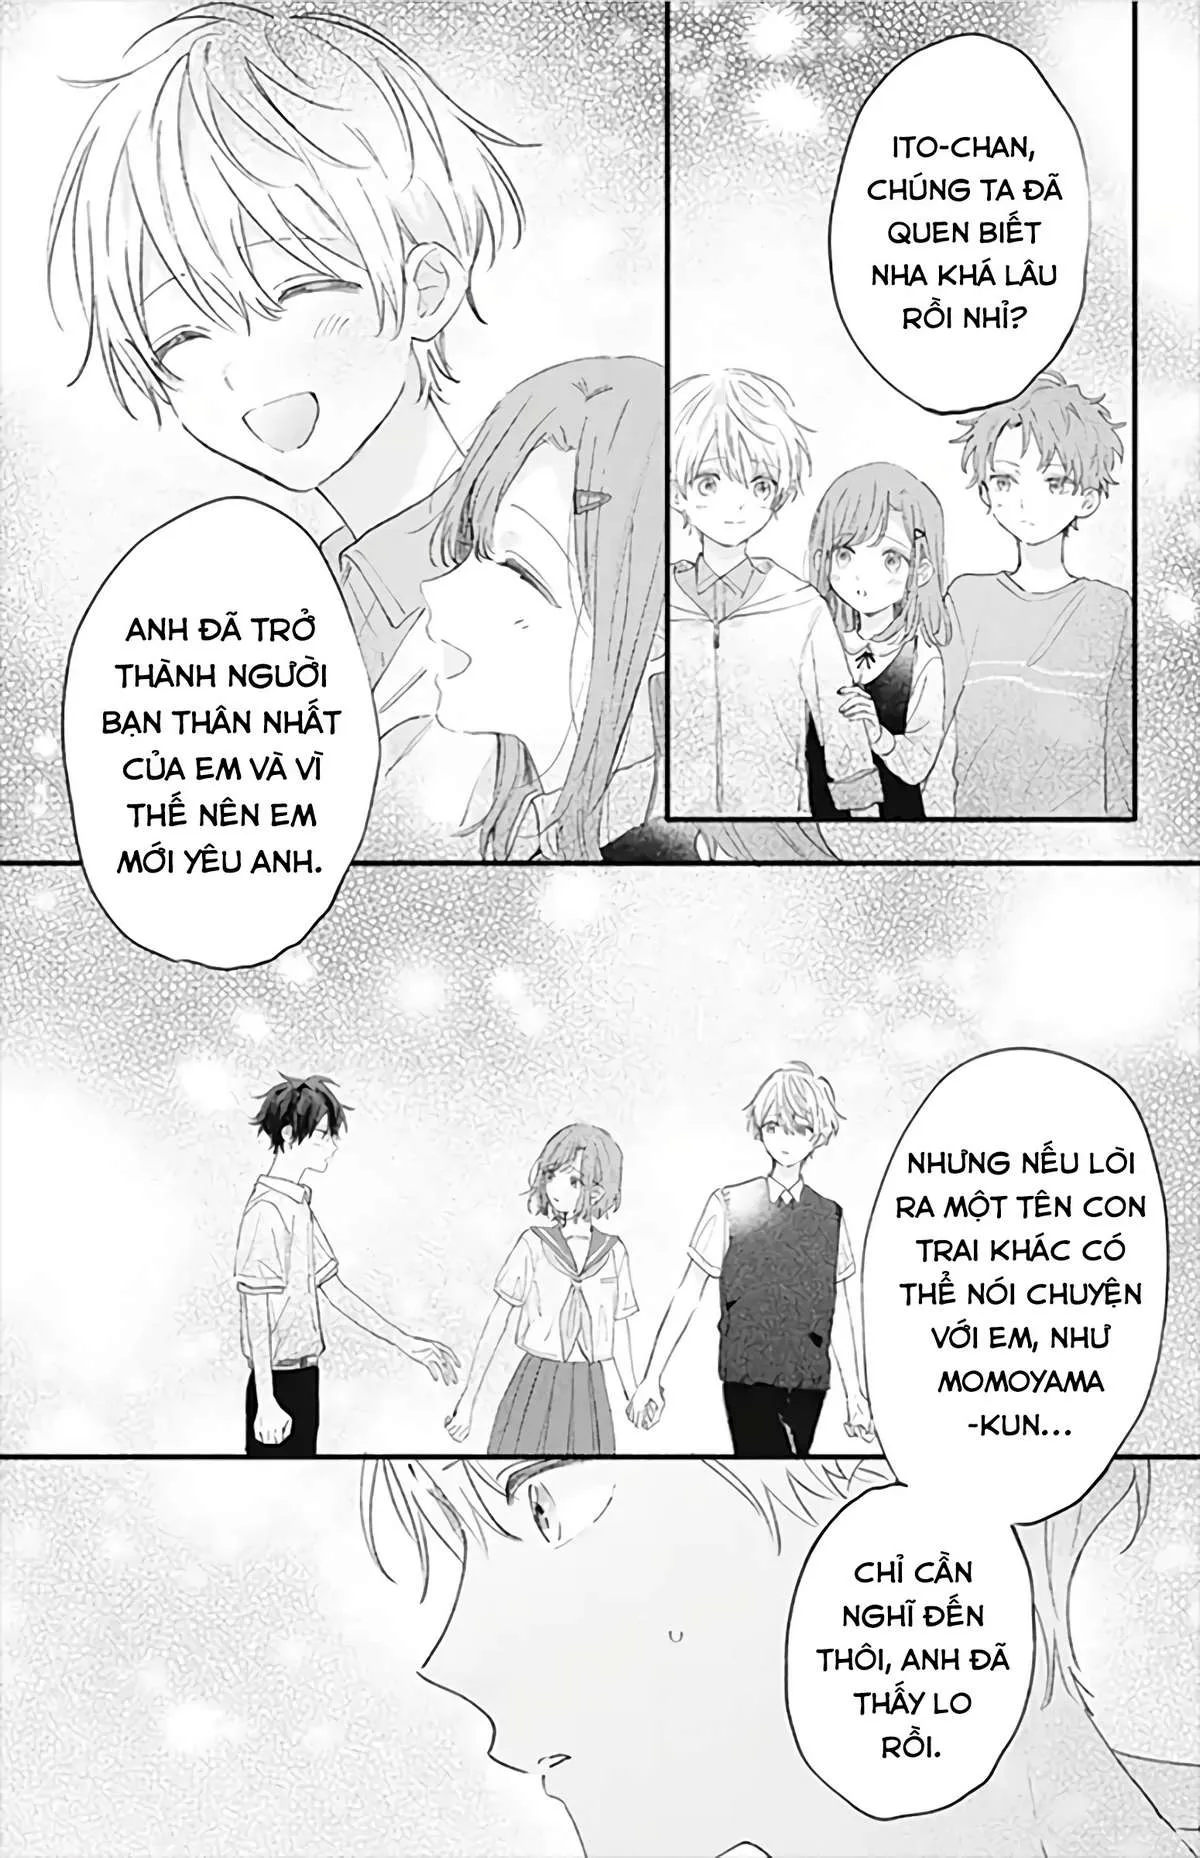 ITO-CHAN,
CHÚNG TA ĐÃ
QUEN BIẾT
NHA KHÁ LÂU
RỒI NHỈ?
ANH ĐÃ TRỞ
THÀNH NGƯỜI
BẠN THÂN NHẤT
CỦA EM VÀ VÌ
THẾ NÊN EM
MỚI YÊU ANH.
NHƯNG NẾU LÒI
RA MỘT TÊN CON
TRAI KHÁC CÓ
THỂ NÓI CHUYỆN
VỚI EM, NHƯ
MOMOYAMA
-KUN...
CHỈ CẦN
NGHĨ ĐẾN
THÔI, ANH ĐÃ
THẤY LO
RỒI.